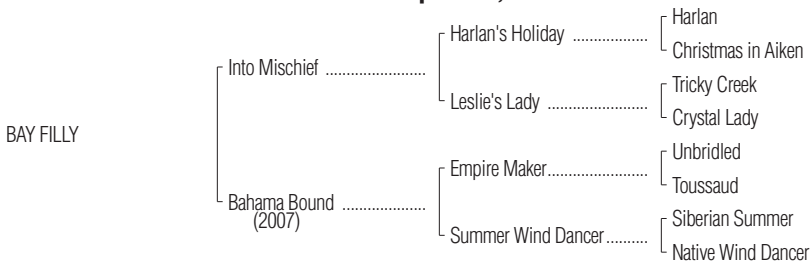 Harlan
Harlan's Holiday ..................
Christmas in Aiken
Into Mischief ........................
Tricky Creek
Leslie's Lady ........................
Crystal Lady
BAY FILLY
Unbridled
Empire Maker........................
Toussaud
Bahama Bound ....................
(2007)
Siberian Summer
Summer Wind Dancer..........
Native Wind Dancer